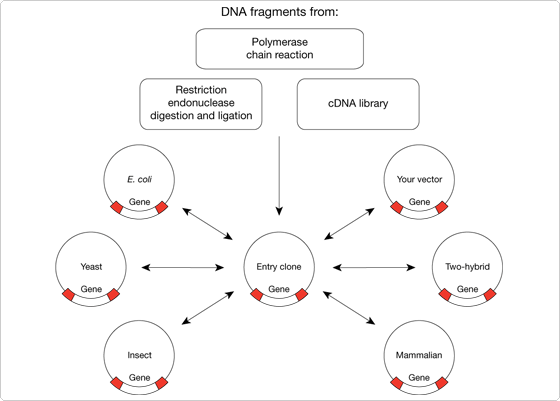 DNA fragments from:
Polymerase
chain reaction
Restriction
endonuclease
digestion and ligation
cDNA library
E. coli
Gene
Your vector
Gene
Yeast
Gene
Entry clone
Gene
Two-hybrid
Gene
Insect
Gene
Mammalian
Gene